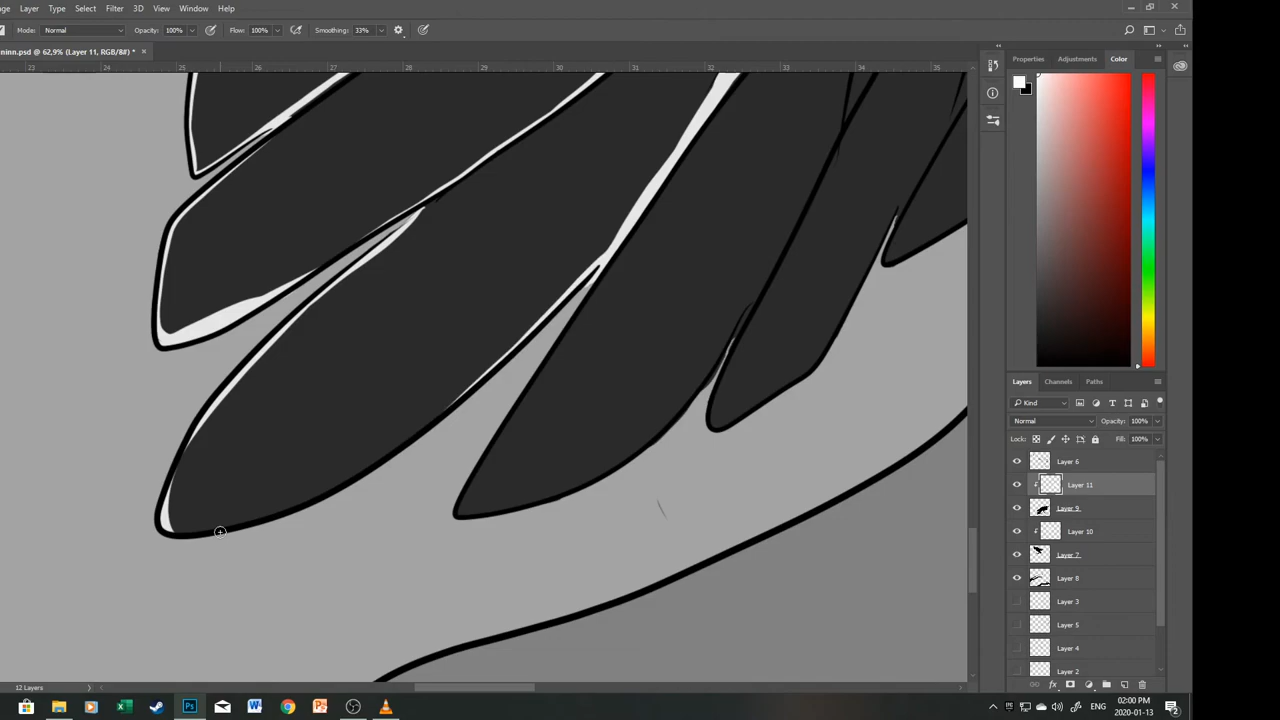 ge Layer Type Select Filter 3D View Window Help
Mode: Normal Opacity: 100% Flow: 100% Smoothing: 33%
ninn.psd @ 62,9% (Layer 11, RGB/8#) *
23 25 26 27 28 29 30 31 32 33 34 35
Properties Adjustments Color
Layers Channels Paths
Kind
Normal Opacity: 100%
Lock: Fill: 100%
Layer 6
Layer 11
Layer 9
Layer 10
Layer 7
Layer 8
Layer 3
Layer 5
Layer 4
Layer 2
12 Layers
ENG
02:00 PM
2020-01-13
2